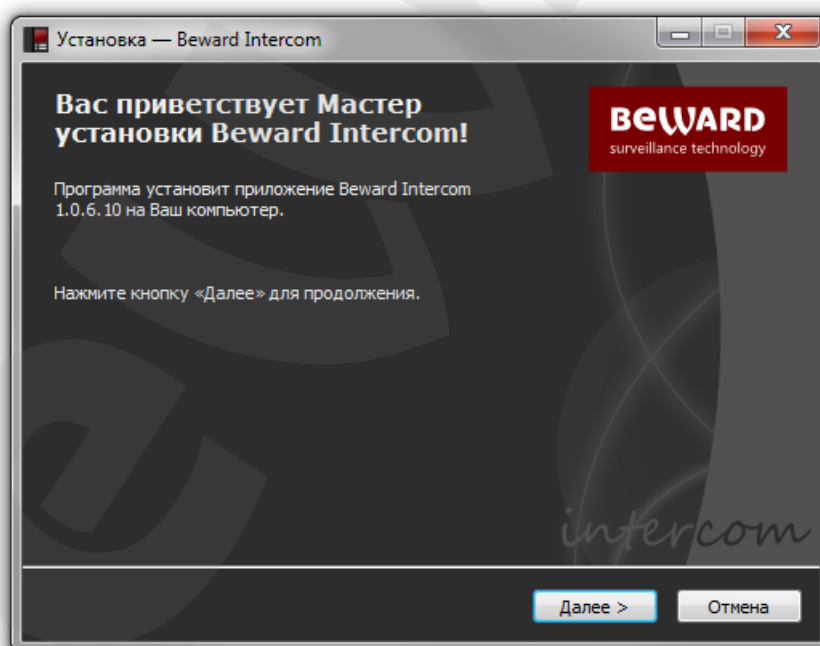 Установка — Beward Intercom
Вас приветствует Мастер
установки Beward Intercom!
BEWARD
surveillance technology
Программа установит приложение Beward Intercom
1.0.6.10 на Ваш компьютер.
Нажмите кнопку «Далее» для продолжения.
intercom
Далее >
Отмена